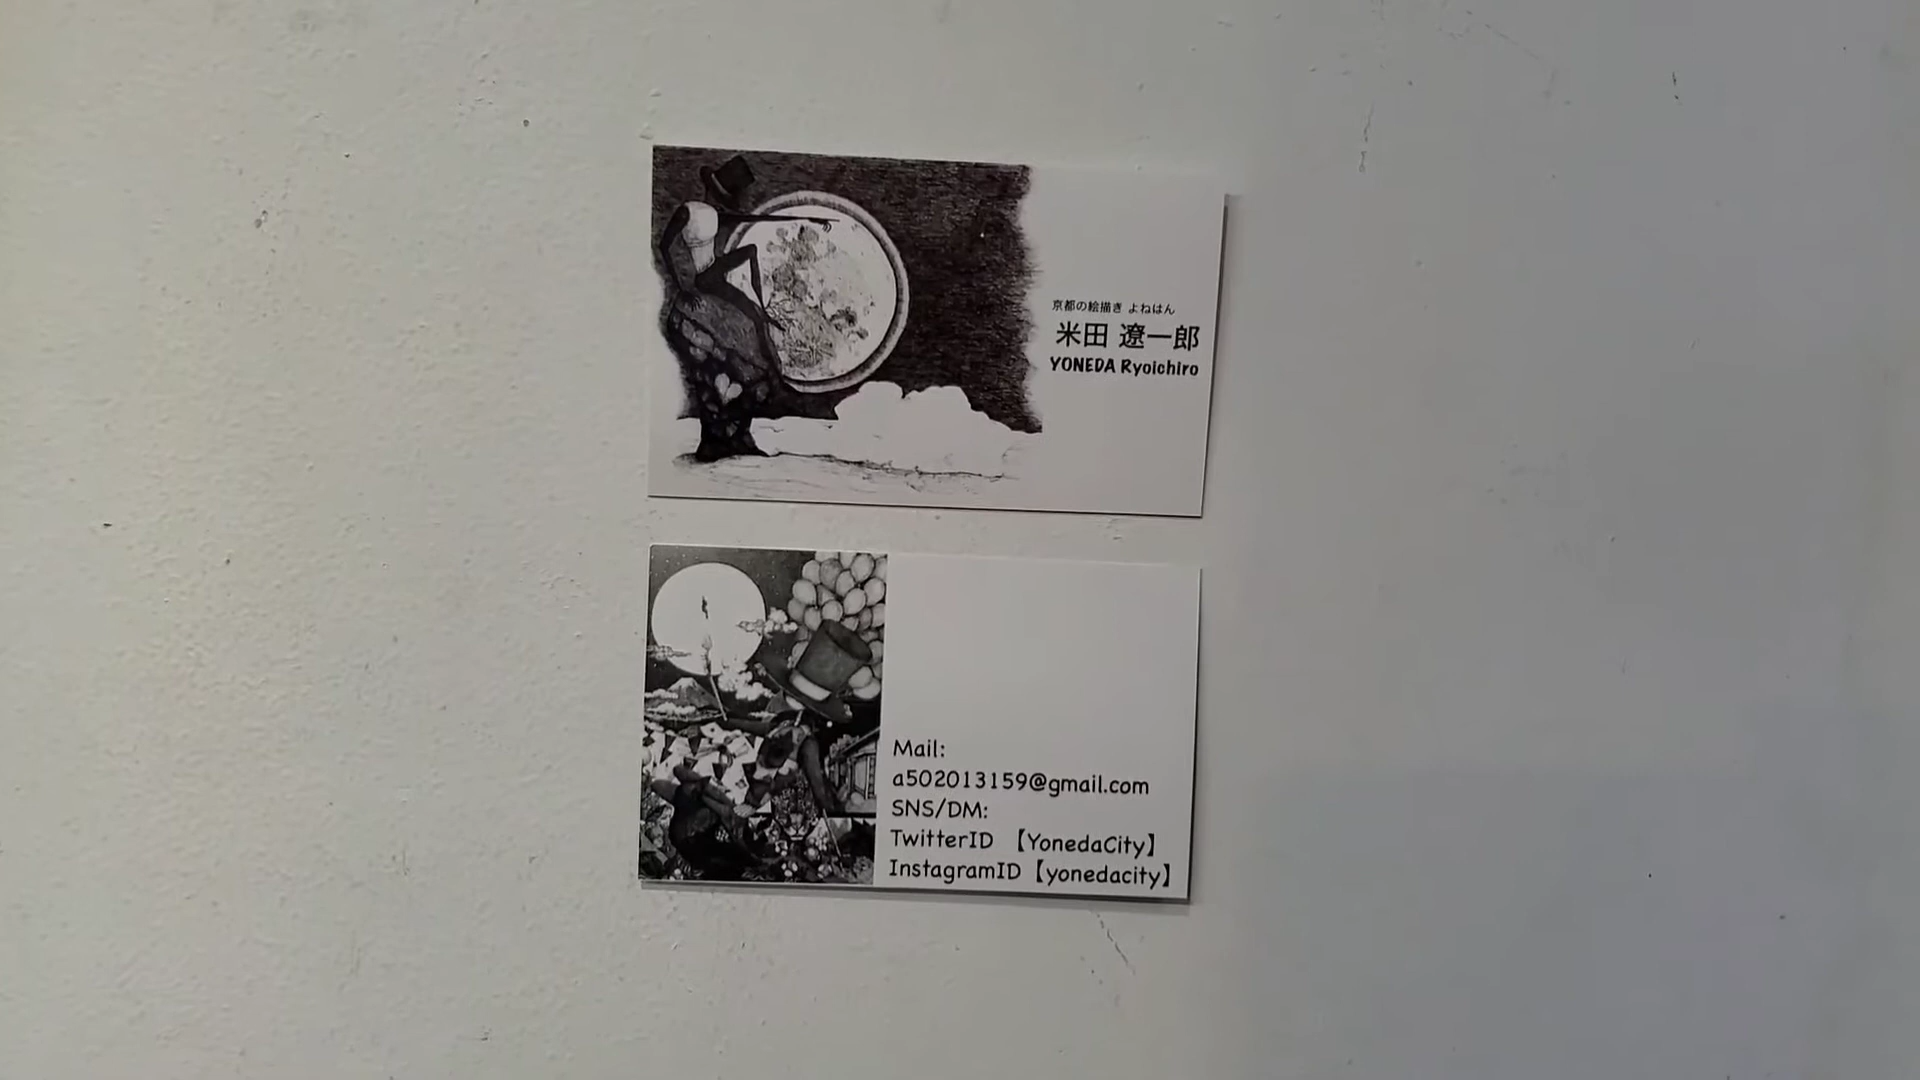 京都の絵描き よねはん
米田 遼一郎
YONEDA Ryoichiro
Mail:
a502013159@gmail.com
SNS/DM:
TwitterID 【YonedaCity】
InstagramID【yonedacity】